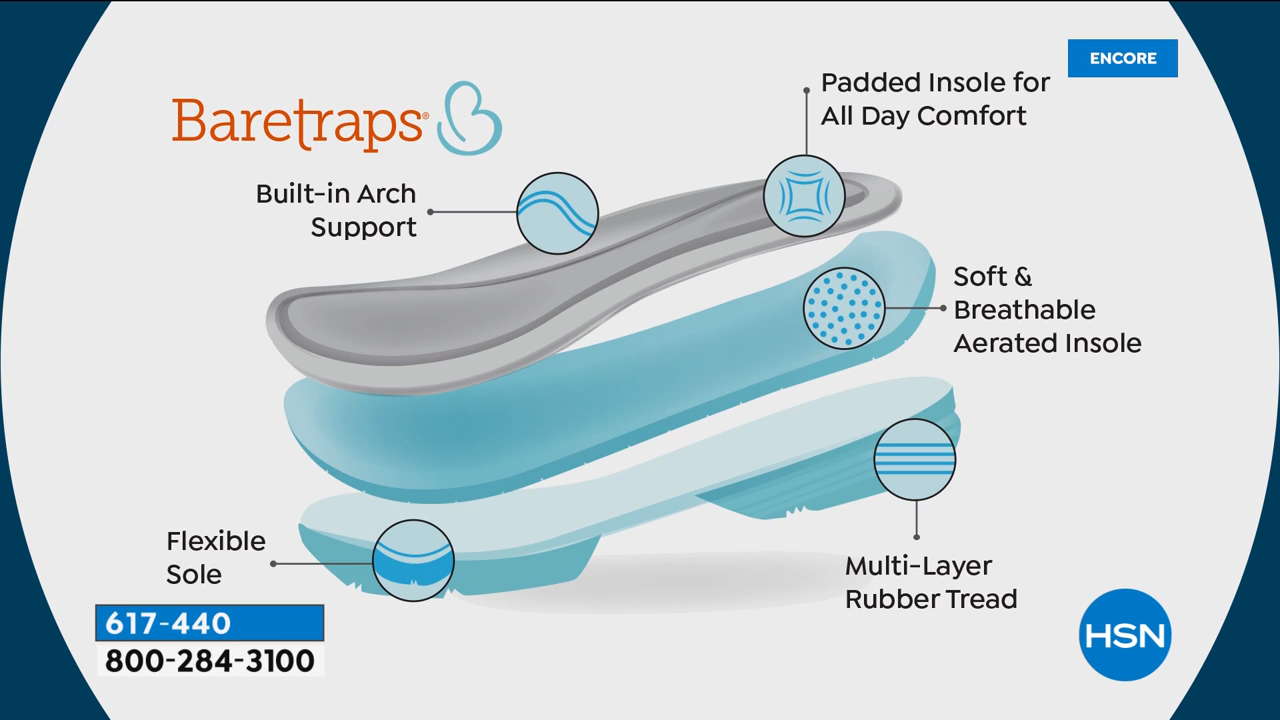 ENCORE
Baretraps®
Padded Insole for
All Day Comfort
Built-in Arch
Support
Soft &
Breathable
Aerated Insole
Flexible
Sole
Multi-Layer
Rubber Tread
617-440
800-284-3100
HSN